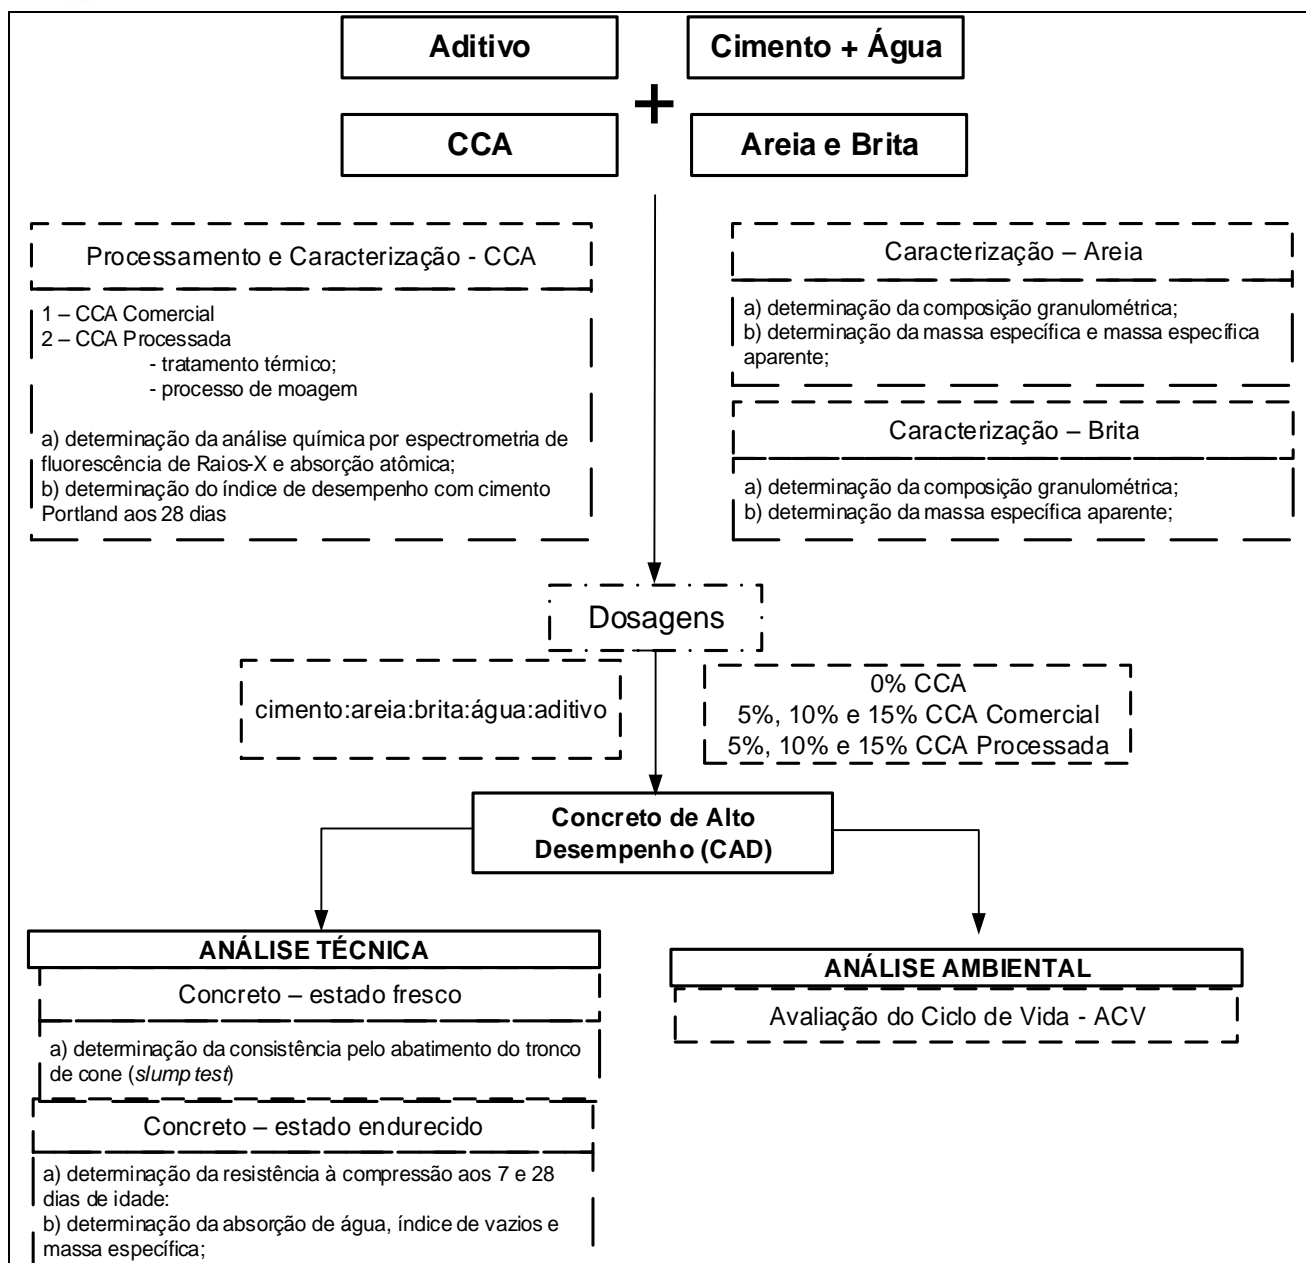 Aditivo
Cimento + Água
+
CCA
Areia e Brita
Processamento e Caracterização - CCA
1 – CCA Comercial
2 – CCA Processada
- tratamento térmico;
- processo de moagem
a) determinação da análise química por espectrometria de
fluorescência de Raios-X e absorção atômica;
b) determinação do índice de desempenho com cimento
Portland aos 28 dias
Caracterização – Areia
a) determinação da composição granulométrica;
b) determinação da massa específica e massa específica
aparente;
Caracterização – Brita
a) determinação da composição granulométrica;
b) determinação da massa específica aparente;
Dosagens
cimento:areia:brita:água:aditivo
0% CCA
5%, 10% e 15% CCA Comercial
5%, 10% e 15% CCA Processada
Concreto de Alto
Desempenho (CAD)
ANÁLISE TÉCNICA
Concreto – estado fresco
a) determinação da consistência pelo abatimento do tronco
de cone (slump test)
Concreto – estado endurecido
a) determinação da resistência à compressão aos 7 e 28
dias de idade:
b) determinação da absorção de água, índice de vazios e
massa específica;
ANÁLISE AMBIENTAL
Avaliação do Ciclo de Vida - ACV